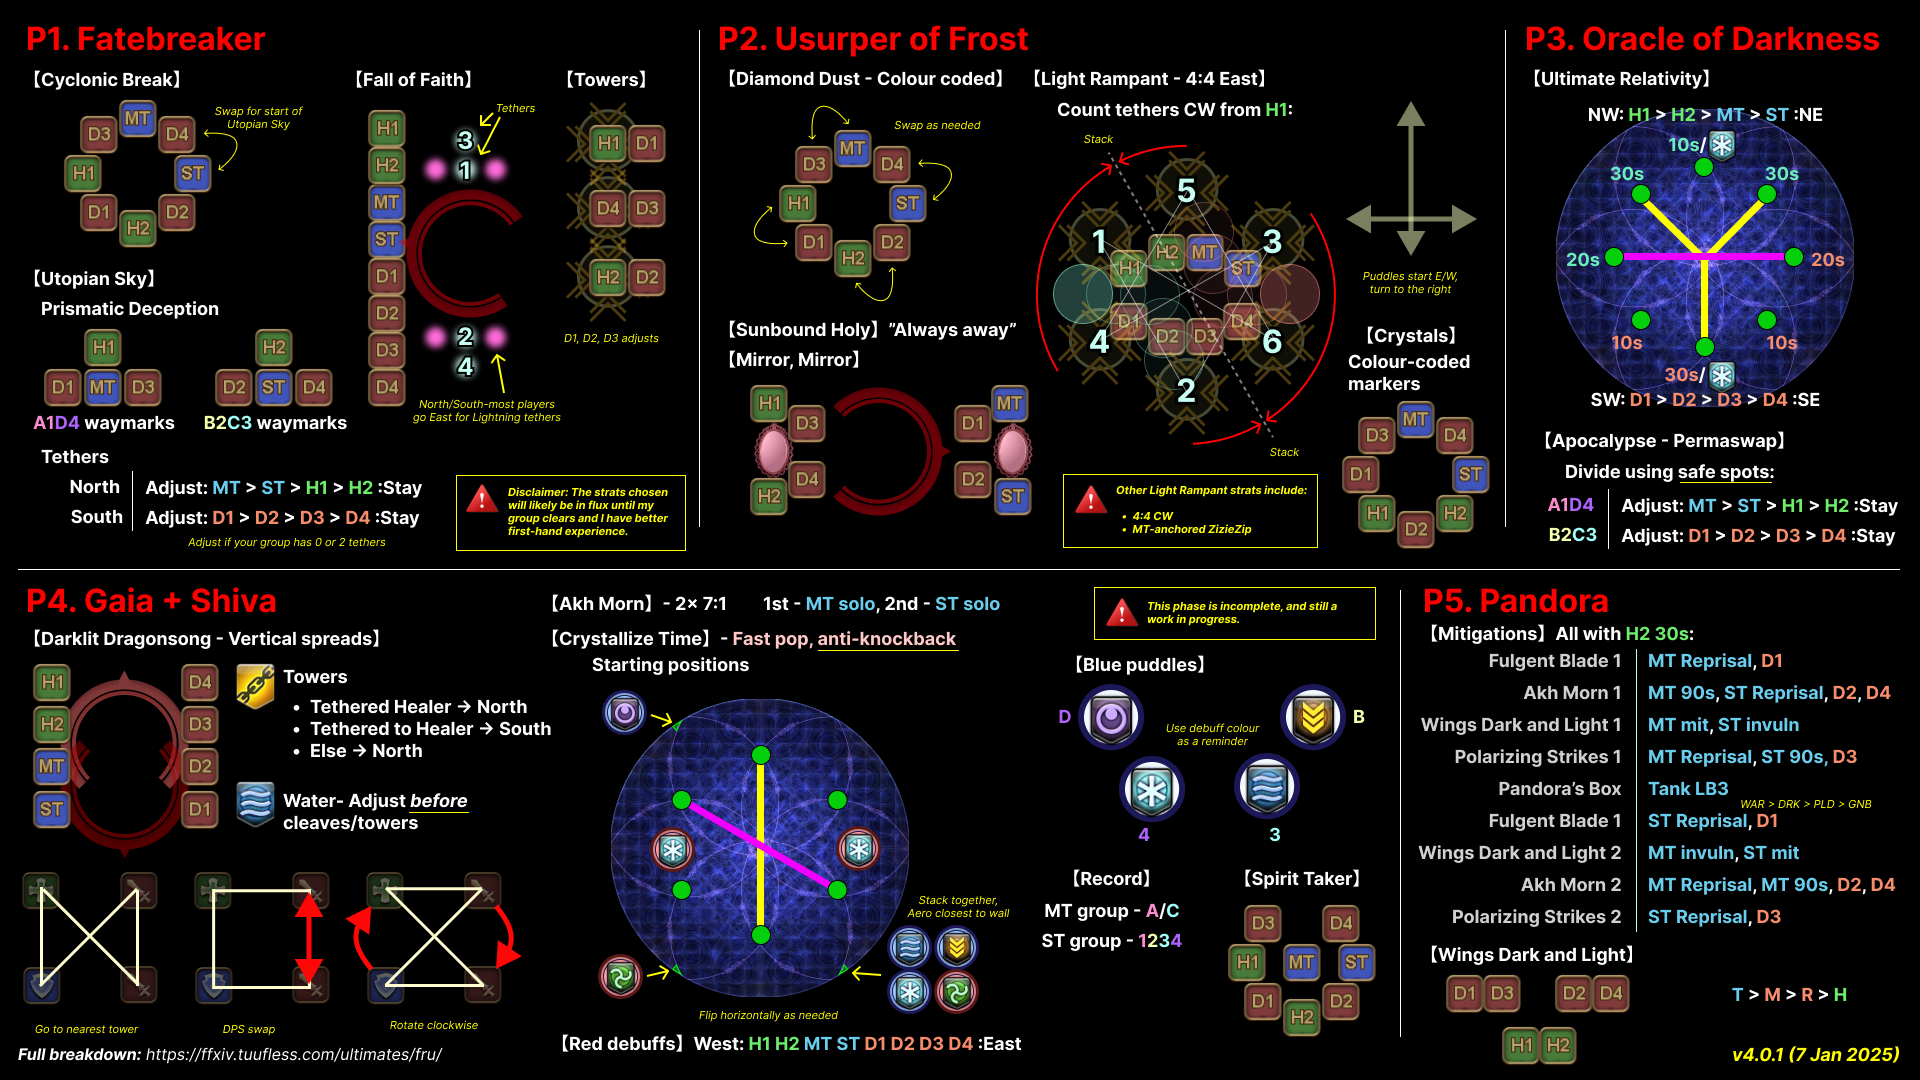 P1. Fatebreaker
【Cyclonic Break】
MT
D3
D4
H1
ST
D1
D2
H2
Swap for start of
Utopian Sky
【Fall of Faith】
H1
H2
MT
ST
D1
D2
D3
D4
Tethers
3
1
2
4
North/South-most players
go East for Lightning tethers
【Towers】
H1 D1
D4 D3
H2 D2
D1, D2, D3 adjusts
【Utopian Sky】
Prismatic Deception
H1
D1 MT D3
A1D4 waymarks
H2
D2 ST D4
B2C3 waymarks
Tethers
North Adjust: MT > ST > H1 > H2 :Stay
South Adjust: D1 > D2 > D3 > D4 :Stay
Adjust if your group has 0 or 2 tethers
Disclaimer: The strats chosen
will likely be in flux until my
group clears and I have better
first-hand experience.
P2. Usurper of Frost
【Diamond Dust - Colour coded】
Swap as needed
MT
D3
D4
H1
ST
D1
D2
H2
【Sunbound Holy】”Always away”
【Mirror, Mirror】
H1
D3
D4
H2
MT
D1
D2
ST
【Light Rampant - 4:4 East】
Count tethers CW from H1:
Stack
5
1
3
H2 MT
H1
ST
D1
D4
D2 D3
4
6
2
Stack
Puddles start E/W,
turn to the right
Other Light Rampant strats include:
• 4:4 CW
• MT-anchored ZizieZip
【Crystals】
Colour-coded
markers
MT
D3
D4
D1
ST
H1
H2
D2
P3. Oracle of Darkness
【Ultimate Relativity】
NW: H1 > H2 > MT > ST :NE
10s/
30s
30s
20s
20s
10s
10s
30s/
SW: D1 > D2 > D3 > D4 :SE
【Apocalypse - Permaswap】
Divide using safe spots:
A1D4 Adjust: MT > ST > H1 > H2 :Stay
B2C3 Adjust: D1 > D2 > D3 > D4 :Stay
P4. Gaia + Shiva
【Darklit Dragonsong - Vertical spreads】
H1
H2
MT
ST
D4
D3
D2
D1
Towers
• Tethered Healer → North
• Tethered to Healer → South
• Else → North
Water- Adjust before
cleaves/towers
Go to nearest tower
DPS swap
Rotate clockwise
Full breakdown: https://ffxiv.tuufless.com/ultimates/fru/
【Akh Morn】- 2× 7:1 1st - MT solo, 2nd - ST solo
【Crystallize Time】- Fast pop, anti-knockback
Starting positions
Stack together,
Aero closest to wall
Flip horizontally as needed
【Red debuffs】West: H1 H2 MT ST D1 D2 D3 D4 :East
This phase is incomplete, and still a
work in progress.
【Blue puddles】
D
B
Use debuff colour
as a reminder
4
3
【Record】
MT group - A/C
ST group - 1234
【Spirit Taker】
D3
D4
H1
MT
ST
D1
D2
H2
P5. Pandora
【Mitigations】All with H2 30s:
Fulgent Blade 1 MT Reprisal, D1
Akh Morn 1 MT 90s, ST Reprisal, D2, D4
Wings Dark and Light 1 MT mit, ST invuln
Polarizing Strikes 1 MT Reprisal, ST 90s, D3
Pandora’s Box Tank LB3
WAR > DRK > PLD > GNB
Fulgent Blade 1 ST Reprisal, D1
Wings Dark and Light 2 MT invuln, ST mit
Akh Morn 2 MT Reprisal, MT 90s, D2, D4
Polarizing Strikes 2 ST Reprisal, D3
【Wings Dark and Light】
D1 D3
D2 D4
T > M > R > H
H1 H2
v4.0.1 (7 Jan 2025)